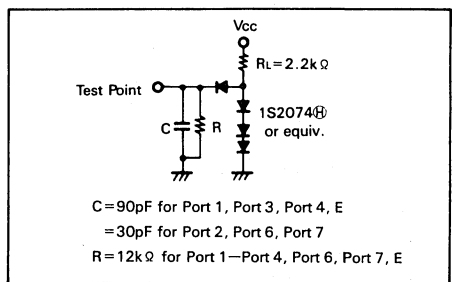 Vcc
RL=2.2kΩ
Test Point
1S2074Ⓗ
or equiv.
C
R
C=90pF for Port 1, Port 3, Port 4, E
=30pF for Port 2, Port 6, Port 7
R=12kΩ for Port 1—Port 4, Port 6, Port 7, E